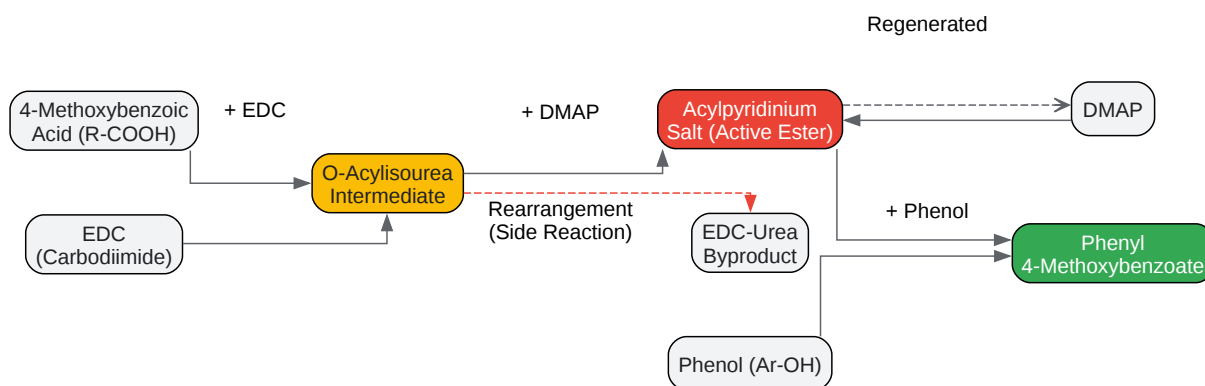 Regenerated
4-Methoxybenzoic
Acid (R-COOH)
+ EDC
+ DMAP
Acylpyridinium
Salt (Active Ester)
DMAP
O-Acylisourea
Intermediate
Rearrangement
(Side Reaction)
+ Phenol
EDC
(Carbodiimide)
EDC-Urea
Byproduct
Phenyl
4-Methoxybenzoate
Phenol (Ar-OH)